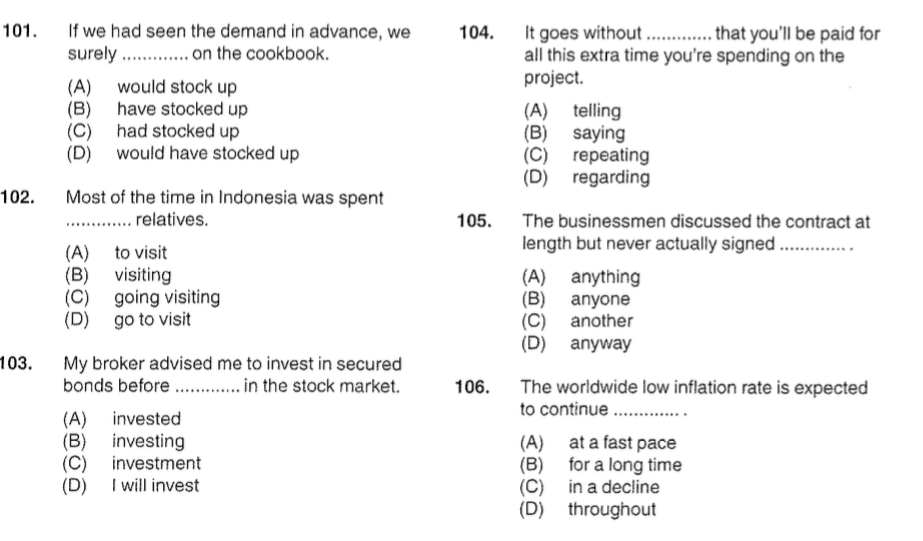 101. If we had seen the demand in advance, we
surely ............. on the cookbook.
(A) would stock up
(B) have stocked up
(C) had stocked up
(D) would have stocked up
102. Most of the time in Indonesia was spent
............. relatives.
(A) to visit
(B) visiting
(C) going visiting
(D) go to visit
103. My broker advised me to invest in secured
bonds before ............. in the stock market.
(A) invested
(B) investing
(C) investment
(D) I will invest
104. It goes without ............. that you'll be paid for
all this extra time you're spending on the
project.
(A) telling
(B) saying
(C) repeating
(D) regarding
105. The businessmen discussed the contract at
length but never actually signed ............. .
(A) anything
(B) anyone
(C) another
(D) anyway
106. The worldwide low inflation rate is expected
to continue ............. .
(A) at a fast pace
(B) for a long time
(C) in a decline
(D) throughout